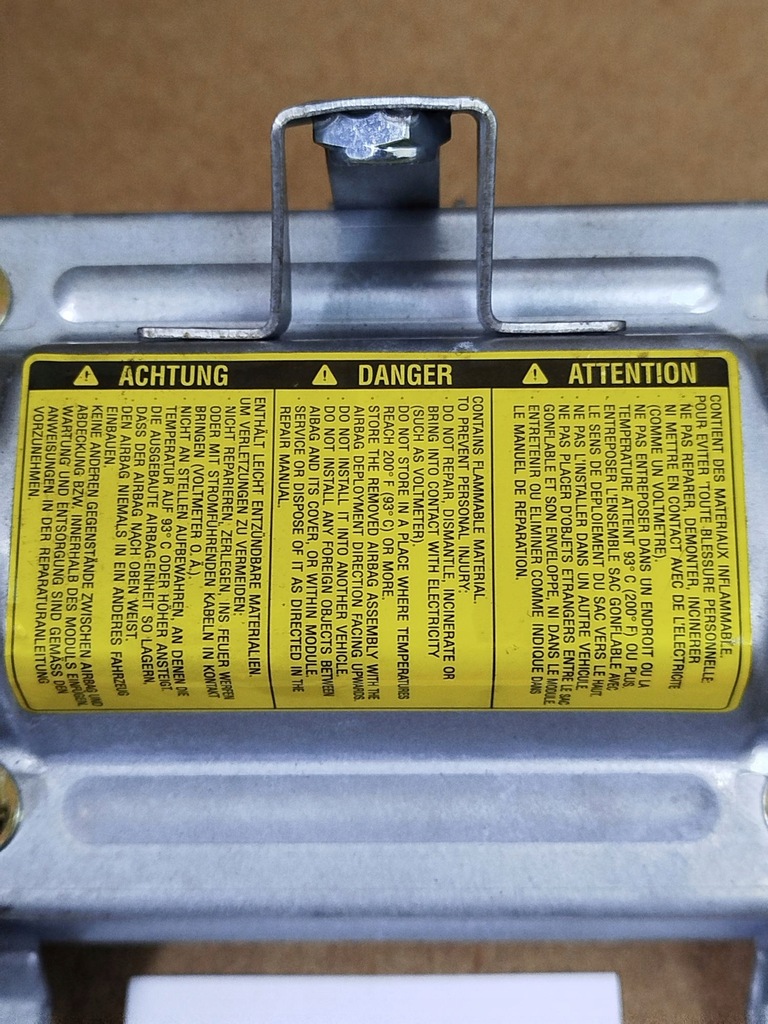 ACHTUNG
ENTHÄLT LEICHT ENTZÜNDBARE MATERIALIEN.
UM VERLETZUNGEN ZU VERMEIDEN:
· NICHT REPARIEREN, ZERLEGEN, INS FEUER WERFEN
ODER MIT STROMFÜHRENDEN KABELN IN KONTAKT
BRINGEN (VOLTMETER O. Ä.).
· NICHT AN STELLEN AUFBEWAHREN, AN DENEN DIE
TEMPERATUR AUF 93° C ODER HÖHER ANSTEIGT.
· DIE AUSGEBAUTE AIRBAG-EINHEIT SO LAGERN,
DASS DER AIRBAG NACH OBEN WEIST.
· DEN AIRBAG NIEMALS IN EIN ANDERES FAHRZEUG
EINBAUEN.
· KEINE ANDEREN GEGENSTÄNDE ZWISCHEN AIRBAG UND
ABDECKUNG BZW. INNERHALB DES MODULS EINFÜGEN.
· WARTUNG UND ENTSORGUNG SIND GEMÄSS DEN
ANWEISUNGEN IN DER REPARATURANLEITUNG
VORZUNEHMEN.
DANGER
CONTAINS FLAMMABLE MATERIAL.
TO PREVENT PERSONAL INJURY:
· DO NOT REPAIR, DISMANTLE, INCINERATE OR
BRING INTO CONTACT WITH ELECTRICITY
(SUCH AS VOLTMETER).
· DO NOT STORE IN A PLACE WHERE TEMPERATURES
REACH 200° F (93° C) OR MORE.
· STORE THE REMOVED AIRBAG ASSEMBLY WITH THE
AIRBAG DEPLOYMENT DIRECTION FACING UPWARDS.
· DO NOT INSTALL IT INTO ANOTHER VEHICLE.
· DO NOT INSTALL ANY FOREIGN OBJECTS BETWEEN
AIBAG AND ITS COVER, OR WITHIN MODULE.
· SERVICE OR DISPOSE OF IT AS DIRECTED IN THE
REPAIR MANUAL.
ATTENTION
CONTIENT DES MATERIAUX INFLAMMABLE.
POUR EVITER TOUTE BLESSURE PERSONNELLE
· NE PAS REPARER, DEMONTER, INCINERER
NI METTRE EN CONTACT AVEC DE L'ELECTRICITE
(COMME UN VOLTMETRE).
· NE PAS ENTREPOSER DANS UN ENDROIT OU LA
TEMPERATURE ATTEINT 93° C (200° F) OU PLUS.
· ENTREPOSER L'ENSEMBLE SAC GONFLABLE AVEC
LE SENS DE DEPLOIEMENT DU SAC VERS LE HAUT.
· NE PAS L'INSTALLER DANS UN AUTRE VEHICULE.
· NE PAS PLACER D'OBJETS ETRANGERS ENTRE LE SAC
GONFLABLE ET SON ENVELOPPE, NI DANS LE MODULE
· ENTRETENIR OU ELIMINER COMME INDIQUE DANS
LE MANUEL DE REPARATION.